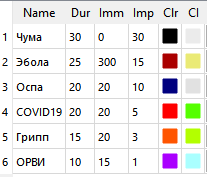 Name Dur Imm Imp Clr Cl
1 Чума 30 0 30
2 Эбола 25 300 15
3 Оспа 20 20 10
4 COVID19 20 20 5
5 Грипп 15 20 3
6 ОРВИ 10 15 1